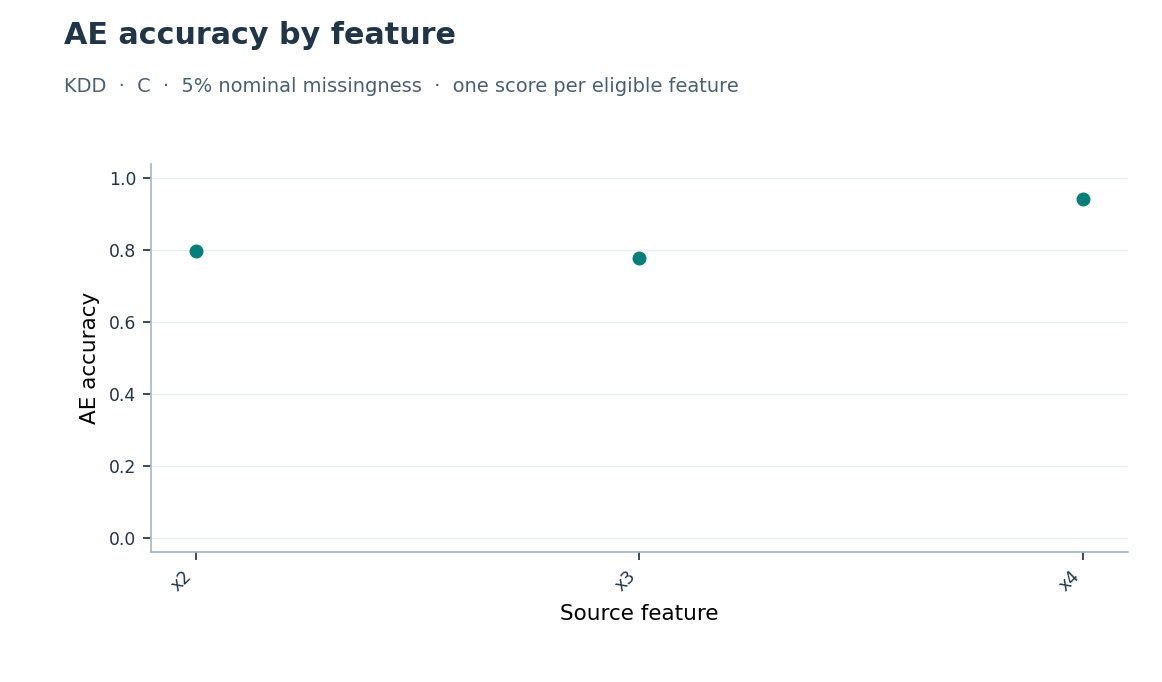 AE accuracy by feature
KDD · C · 5% nominal missingness · one score per eligible feature
1.0
0.8
0.6
0.4
0.2
0.0
AE accuracy
x2
x3
x4
Source feature